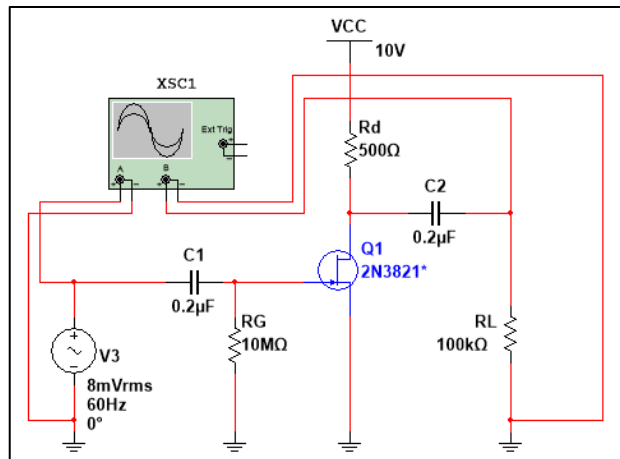 VCC
10V
XSC1
Ext Trig
+
-
A
B
+
-
+
-
Rd
500Ω
C2
0.2µF
C1
0.2µF
Q1
2N3821*
RG
10MΩ
RL
100kΩ
V3
8mVrms
60Hz
0°